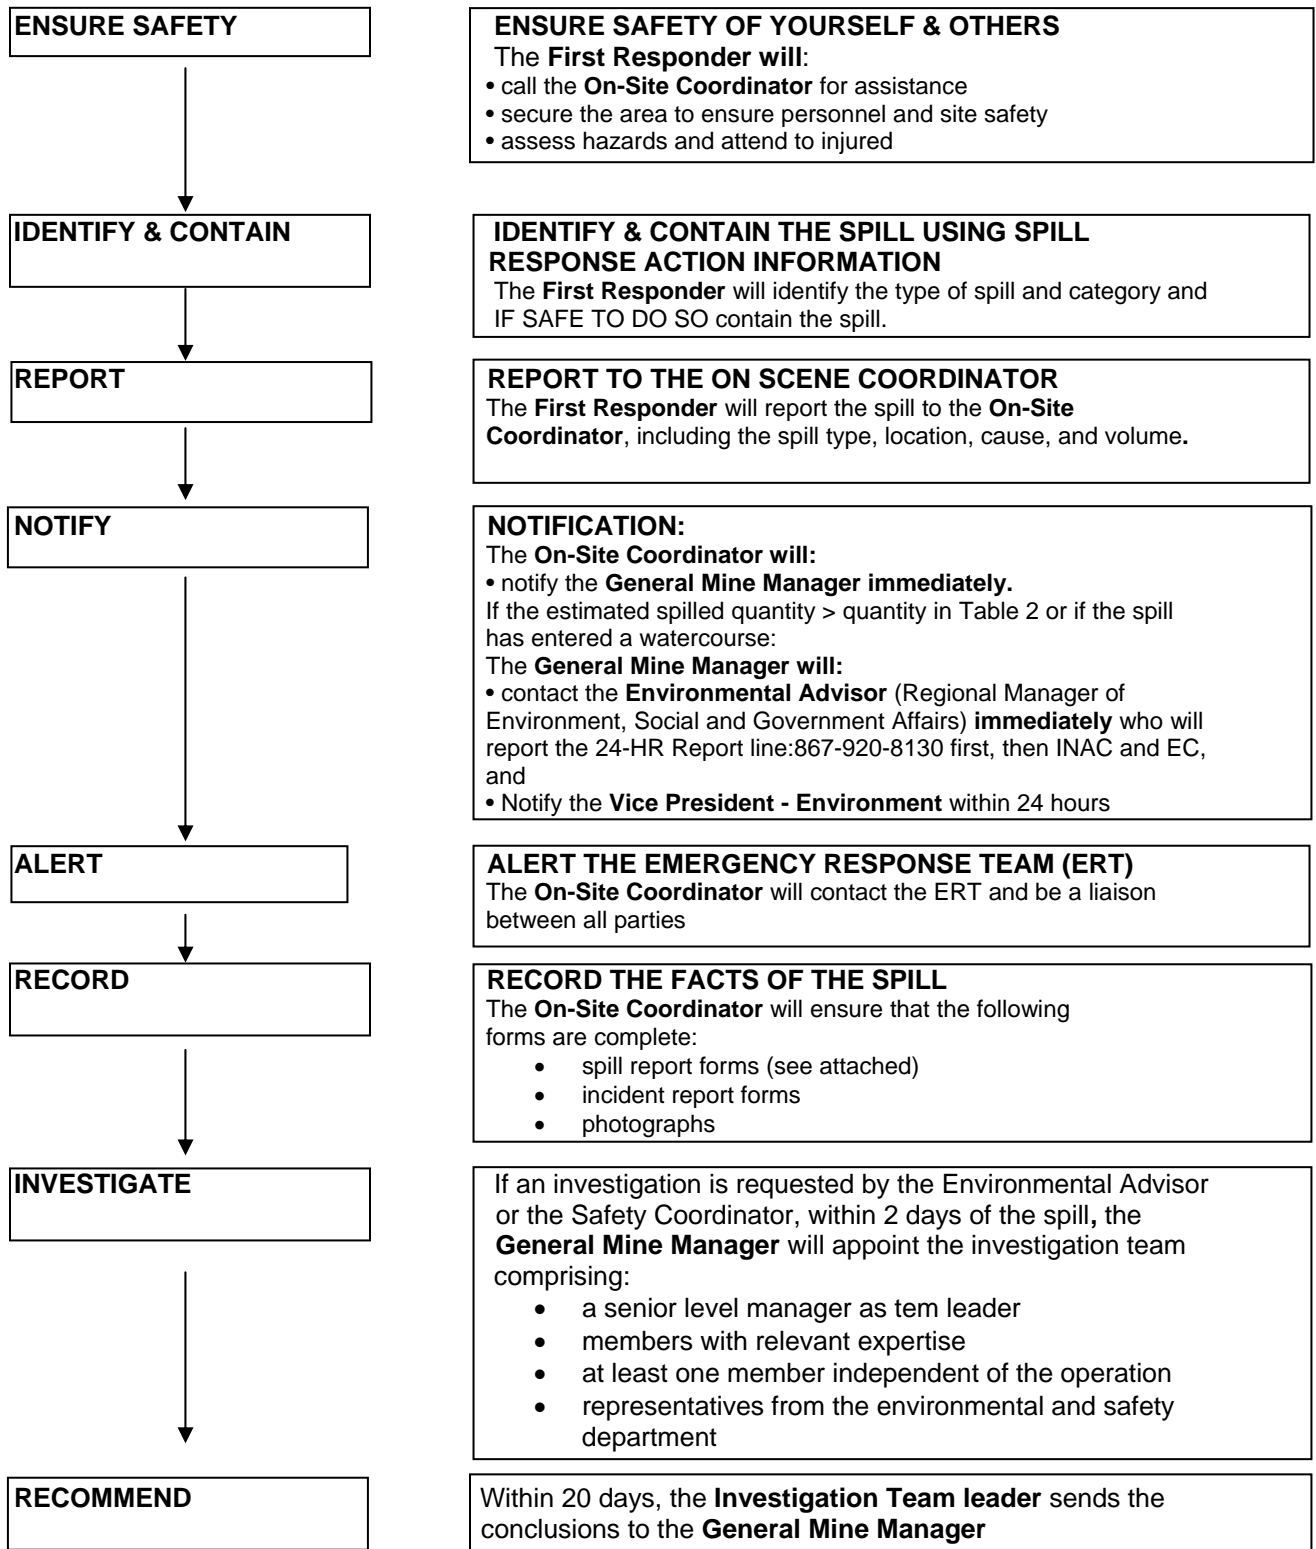 ENSURE SAFETY
ENSURE SAFETY OF YOURSELF & OTHERS
The First Responder will:
• call the On-Site Coordinator for assistance
• secure the area to ensure personnel and site safety
• assess hazards and attend to injured
IDENTIFY & CONTAIN
IDENTIFY & CONTAIN THE SPILL USING SPILL
RESPONSE ACTION INFORMATION
The First Responder will identify the type of spill and category and
IF SAFE TO DO SO contain the spill.
REPORT
REPORT TO THE ON SCENE COORDINATOR
The First Responder will report the spill to the On-Site
Coordinator, including the spill type, location, cause, and volume.
NOTIFY
NOTIFICATION:
The On-Site Coordinator will:
• notify the General Mine Manager immediately.
If the estimated spilled quantity > quantity in Table 2 or if the spill
has entered a watercourse:
The General Mine Manager will:
• contact the Environmental Advisor (Regional Manager of
Environment, Social and Government Affairs) immediately who will
report the 24-HR Report line:867-920-8130 first, then INAC and EC,
and
• Notify the Vice President - Environment within 24 hours
ALERT
ALERT THE EMERGENCY RESPONSE TEAM (ERT)
The On-Site Coordinator will contact the ERT and be a liaison
between all parties
RECORD
RECORD THE FACTS OF THE SPILL
The On-Site Coordinator will ensure that the following
forms are complete:
• spill report forms (see attached)
• incident report forms
• photographs
INVESTIGATE
If an investigation is requested by the Environmental Advisor
or the Safety Coordinator, within 2 days of the spill, the
General Mine Manager will appoint the investigation team
comprising:
• a senior level manager as tem leader
• members with relevant expertise
• at least one member independent of the operation
• representatives from the environmental and safety
department
RECOMMEND
Within 20 days, the Investigation Team leader sends the
conclusions to the General Mine Manager